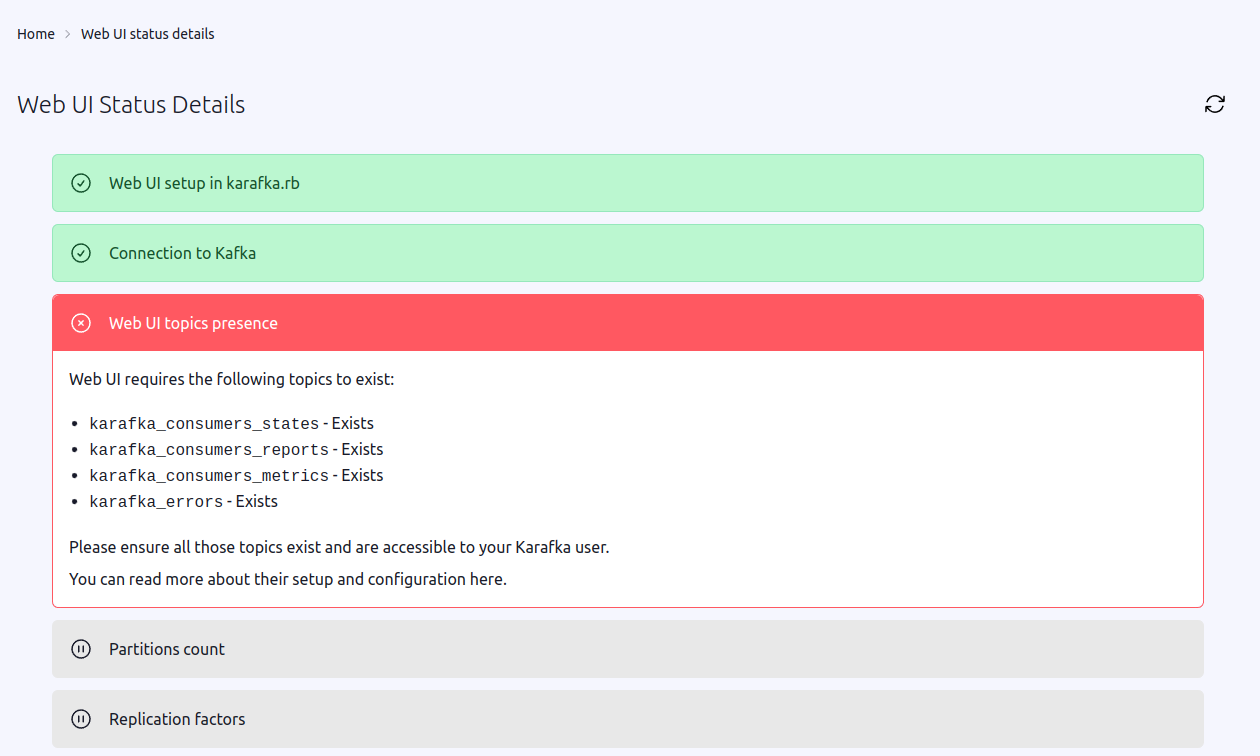 Home > Web UI status details
Web UI Status Details
Web UI setup in karafka.rb
Connection to Kafka
Web UI topics presence
Web UI requires the following topics to exist:
• karafka_consumers_states - Exists
• karafka_consumers_reports - Exists
• karafka_consumers_metrics - Exists
• karafka_errors - Exists
Please ensure all those topics exist and are accessible to your Karafka user.
You can read more about their setup and configuration here.
Partitions count
Replication factors